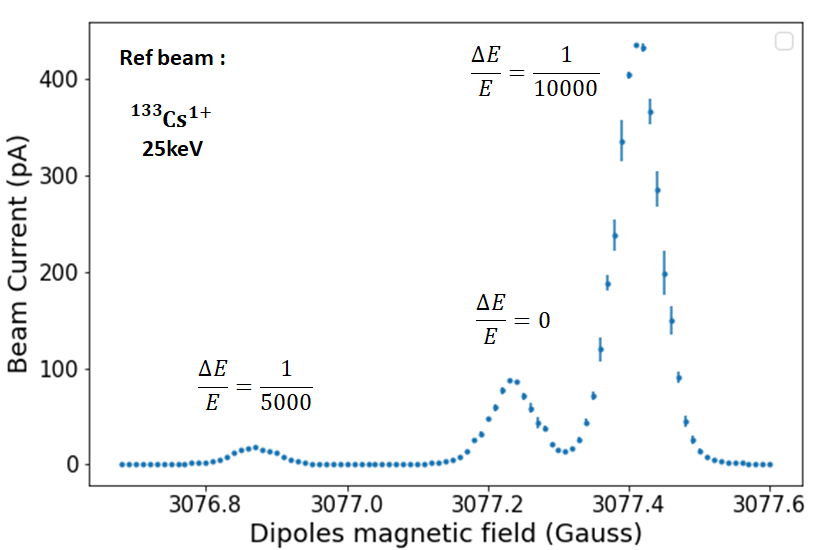 Ref beam :
¹³³Cs¹⁺
25keV
ΔE/E = 1/10000
ΔE/E = 0
ΔE/E = 1/5000
Beam Current (pA)
400
300
200
100
0
3076.8 3077.0 3077.2 3077.4 3077.6
Dipoles magnetic field (Gauss)